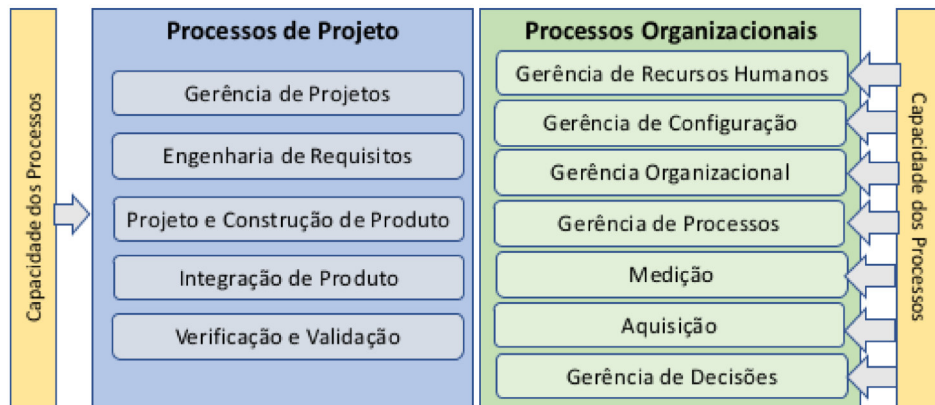 Capacidade dos Processos
Processos de Projeto
Gerência de Projetos
Engenharia de Requisitos
Projeto e Construção de Produto
Integração de Produto
Verificação e Validação
Processos Organizacionais
Gerência de Recursos Humanos
Gerência de Configuração
Gerência Organizacional
Gerência de Processos
Medição
Aquisição
Gerência de Decisões
Capacidade dos Processos